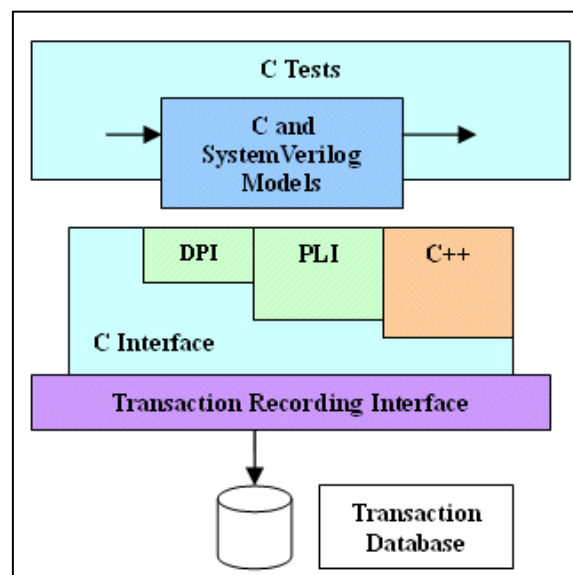 C Tests
C and
SystemVerilog
Models
DPI
PLI
C++
C Interface
Transaction Recording Interface
Transaction
Database